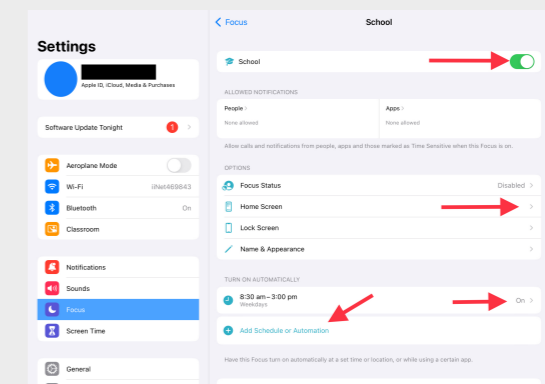 Settings
Apple ID, iCloud, Media & Purchases
Software Update Tonight
1
Aeroplane Mode
Wi-Fi
iiNet469843
Bluetooth
On
Classroom
Notifications
Sounds
Focus
Screen Time
General
Focus
School
School
ALLOWED NOTIFICATIONS
People
Apps
None allowed
None allowed
Allow calls and notifications from people, apps and those marked as Time Sensitive when this Focus is on.
OPTIONS
Focus Status
Disabled
Home Screen
Lock Screen
Name & Appearance
TURN ON AUTOMATICALLY
8:30 am – 3:00 pm
Weekdays
On
Add Schedule or Automation
Have this Focus turn on automatically at a set time or location, or while using a certain app.